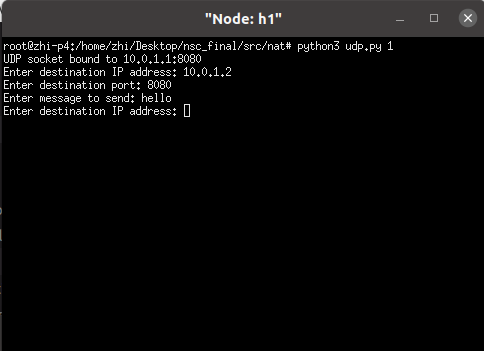 "Node: h1"
root@zhi-p4:/home/zhi/Desktop/nsc_final/src/nat# python3 udp.py 1
UDP socket bound to 10.0.1.1:8080
Enter destination IP address: 10.0.1.2
Enter destination port: 8080
Enter message to send: hello
Enter destination IP address: